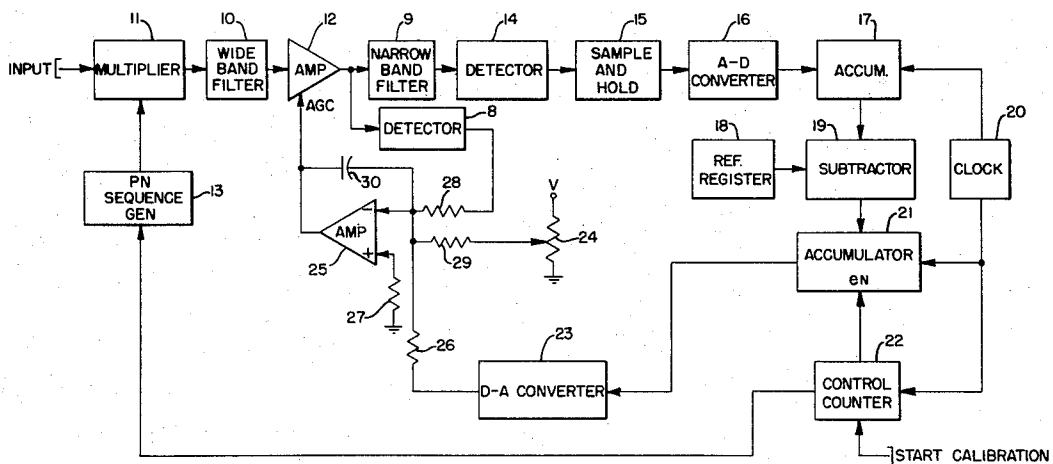 11
10
12
9
14
15
16
17
INPUT
MULTIPLIER
WIDE
BAND
FILTER
AMP
AGC
NARROW
BAND
FILTER
DETECTOR
SAMPLE
AND
HOLD
A-D
CONVERTER
ACCUM.
8
DETECTOR
18
REF.
REGISTER
19
SUBTRACTOR
20
CLOCK
PN
SEQUENCE
GEN
13
30
28
V
24
29
AMP
25
27
26
21
ACCUMULATOR
eN
23
D-A CONVERTER
22
CONTROL
COUNTER
START CALIBRATION